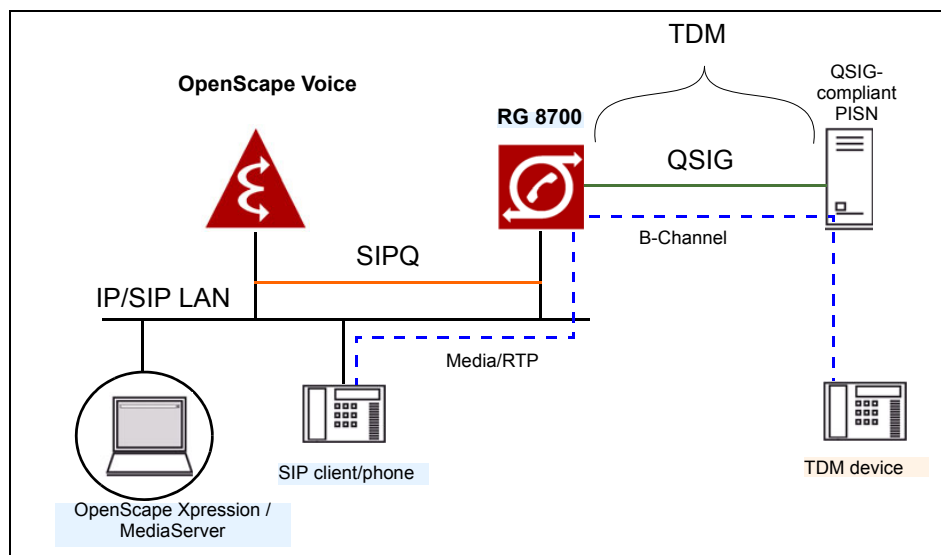 TDM
OpenScape Voice
QSIG-
compliant
PISN
RG 8700
QSIG
B-Channel
SIPQ
IP/SIP LAN
Media/RTP
SIP client/phone
TDM device
OpenScape Xpression /
MediaServer